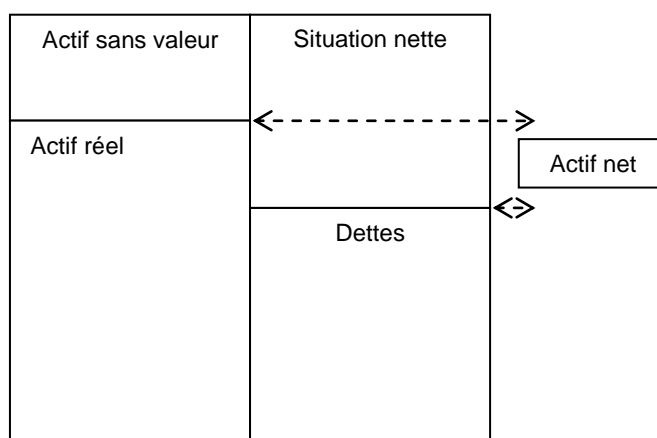 Actif sans valeur
Situation nette
Actif réel
Actif net
Dettes